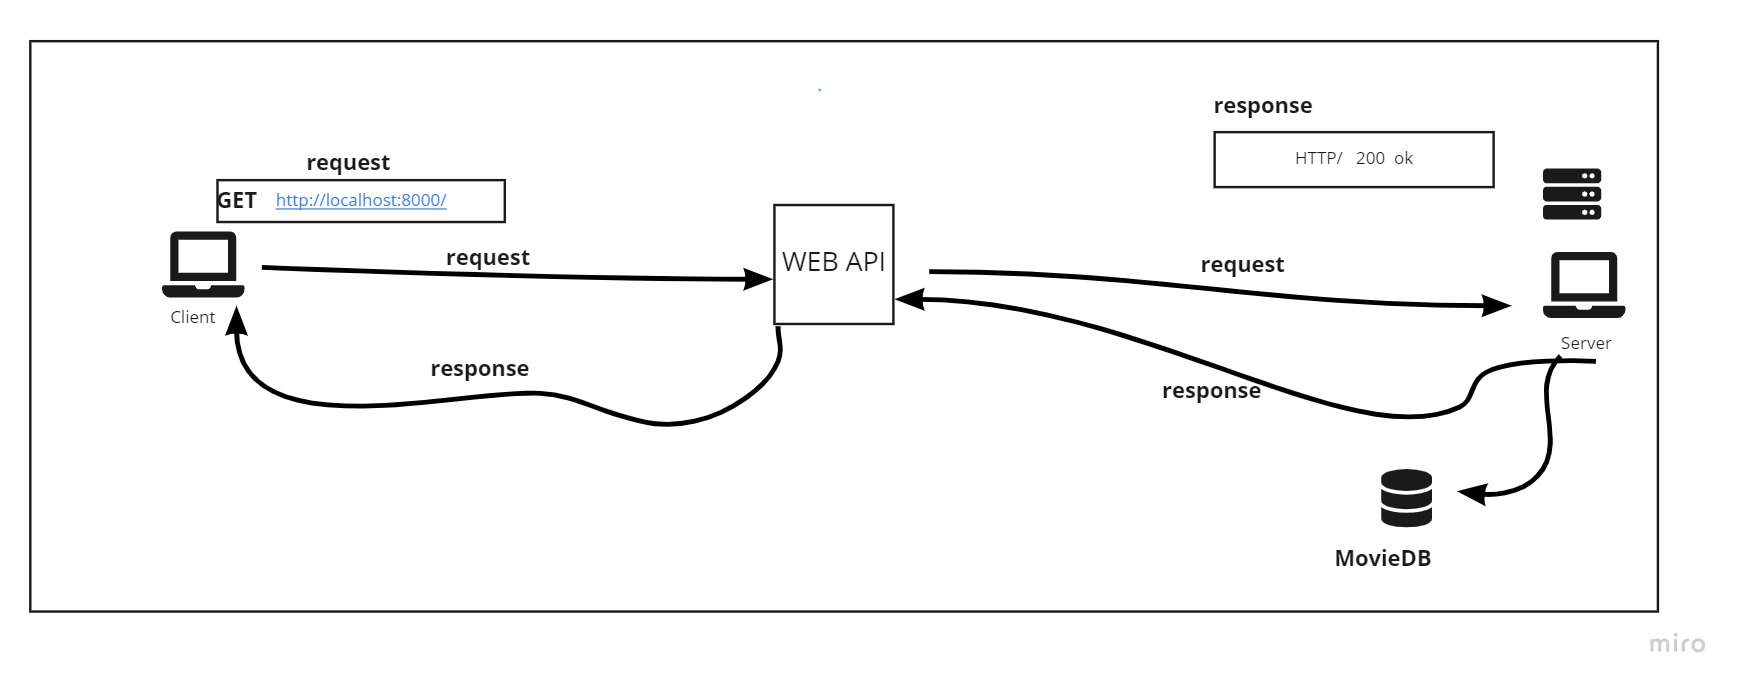 response
HTTP/ 200 ok
request
GET http://localhost:8000/
request
WEB API
request
Client
Server
response
response
MovieDB
miro